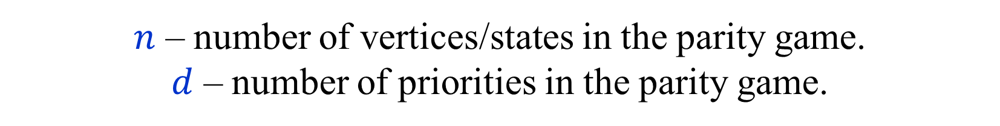 n – number of vertices/states in the parity game.
d – number of priorities in the parity game.